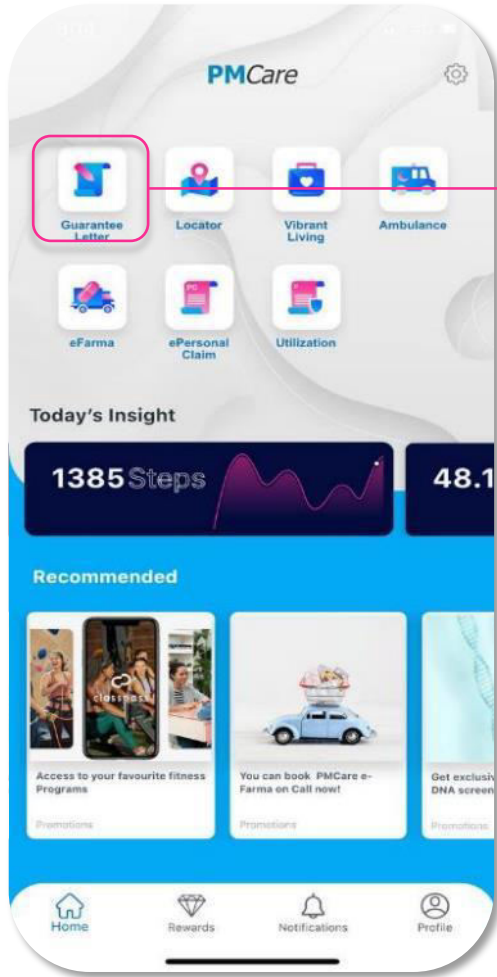 PMCare
Guarantee
Letter
Locator
Vibrant
Living
Ambulance
eFarma
ePersonal
Claim
Utilization
Today's Insight
1385 Steps
48.1
Recommended
classpass
Access to your favourite fitness
Programs
Promotions
You can book PMCare e-
Farma on Call now!
Promotions
Get exclusiv
DNA screen
Promotions
Home
Rewards
Notifications
Profile